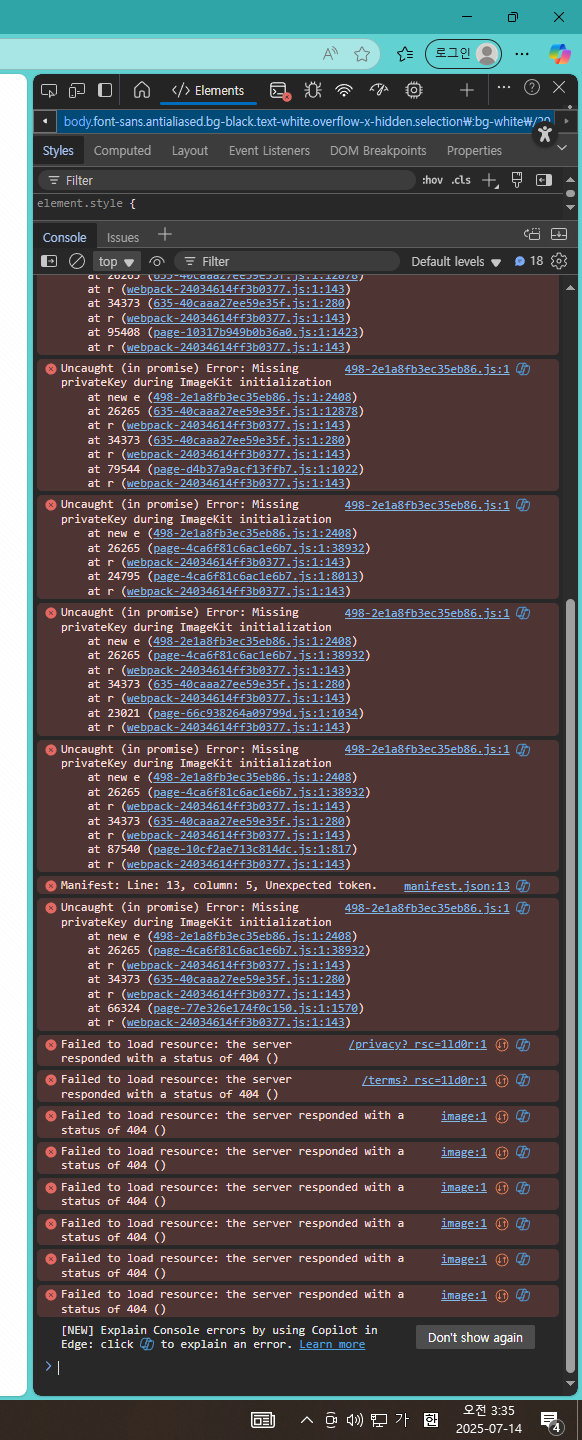 로그인
Elements
body.font-sans.antialiased.bg-black.text-white.overflow-x-hidden.selection₩:bg-white₩/20
Styles Computed Layout Event Listeners DOM Breakpoints Properties
Filter :hov .cls
element.style {
Console Issues
top Filter Default levels 18
at 26265 (635-40caaa27ee59e35f.js:1:12878)
at r (webpack-24034614ff3b0377.js:1:143)
at 34373 (635-40caaa27ee59e35f.js:1:280)
at r (webpack-24034614ff3b0377.js:1:143)
at 95408 (page-10317b949b0b36a0.js:1:1423)
at r (webpack-24034614ff3b0377.js:1:143)
Uncaught (in promise) Error: Missing 498-2e1a8fb3ec35eb86.js:1
privateKey during ImageKit initialization
at new e (498-2e1a8fb3ec35eb86.js:1:2408)
at 26265 (635-40caaa27ee59e35f.js:1:12878)
at r (webpack-24034614ff3b0377.js:1:143)
at 34373 (635-40caaa27ee59e35f.js:1:280)
at r (webpack-24034614ff3b0377.js:1:143)
at 79544 (page-d4b37a9acf13ffb7.js:1:1022)
at r (webpack-24034614ff3b0377.js:1:143)
Uncaught (in promise) Error: Missing 498-2e1a8fb3ec35eb86.js:1
privateKey during ImageKit initialization
at new e (498-2e1a8fb3ec35eb86.js:1:2408)
at 26265 (page-4ca6f81c6ac1e6b7.js:1:38932)
at r (webpack-24034614ff3b0377.js:1:143)
at 24795 (page-4ca6f81c6ac1e6b7.js:1:8013)
at r (webpack-24034614ff3b0377.js:1:143)
Uncaught (in promise) Error: Missing 498-2e1a8fb3ec35eb86.js:1
privateKey during ImageKit initialization
at new e (498-2e1a8fb3ec35eb86.js:1:2408)
at 26265 (page-4ca6f81c6ac1e6b7.js:1:38932)
at r (webpack-24034614ff3b0377.js:1:143)
at 34373 (635-40caaa27ee59e35f.js:1:280)
at r (webpack-24034614ff3b0377.js:1:143)
at 23021 (page-66c938264a09799d.js:1:1034)
at r (webpack-24034614ff3b0377.js:1:143)
Uncaught (in promise) Error: Missing 498-2e1a8fb3ec35eb86.js:1
privateKey during ImageKit initialization
at new e (498-2e1a8fb3ec35eb86.js:1:2408)
at 26265 (page-4ca6f81c6ac1e6b7.js:1:38932)
at r (webpack-24034614ff3b0377.js:1:143)
at 34373 (635-40caaa27ee59e35f.js:1:280)
at r (webpack-24034614ff3b0377.js:1:143)
at 87540 (page-10cf2ae713c814dc.js:1:817)
at r (webpack-24034614ff3b0377.js:1:143)
Manifest: Line: 13, column: 5, Unexpected token. manifest.json:13
Uncaught (in promise) Error: Missing 498-2e1a8fb3ec35eb86.js:1
privateKey during ImageKit initialization
at new e (498-2e1a8fb3ec35eb86.js:1:2408)
at 26265 (page-4ca6f81c6ac1e6b7.js:1:38932)
at r (webpack-24034614ff3b0377.js:1:143)
at 34373 (635-40caaa27ee59e35f.js:1:280)
at r (webpack-24034614ff3b0377.js:1:143)
at 66324 (page-77e326e174f0c150.js:1:1570)
at r (webpack-24034614ff3b0377.js:1:143)
Failed to load resource: the server /privacy?_rsc=1ld0r:1
responded with a status of 404 ()
Failed to load resource: the server /terms?_rsc=1ld0r:1
responded with a status of 404 ()
Failed to load resource: the server responded with a image:1
status of 404 ()
Failed to load resource: the server responded with a image:1
status of 404 ()
Failed to load resource: the server responded with a image:1
status of 404 ()
Failed to load resource: the server responded with a image:1
status of 404 ()
Failed to load resource: the server responded with a image:1
status of 404 ()
Failed to load resource: the server responded with a image:1
status of 404 ()
[NEW] Explain Console errors by using Copilot in Don't show again
Edge: click to explain an error. Learn more
오전 3:35
가 한 2025-07-14 4